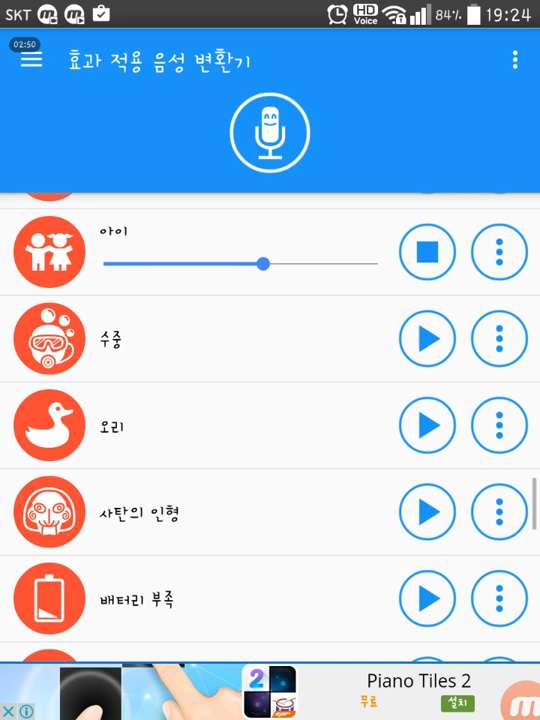 SKT
HD Voice
84%
19:24
02:50
효과 적용 음성 변환기
아이
수중
오리
사탄의 인형
배터리 부족
2
Piano Tiles 2
무료
설치